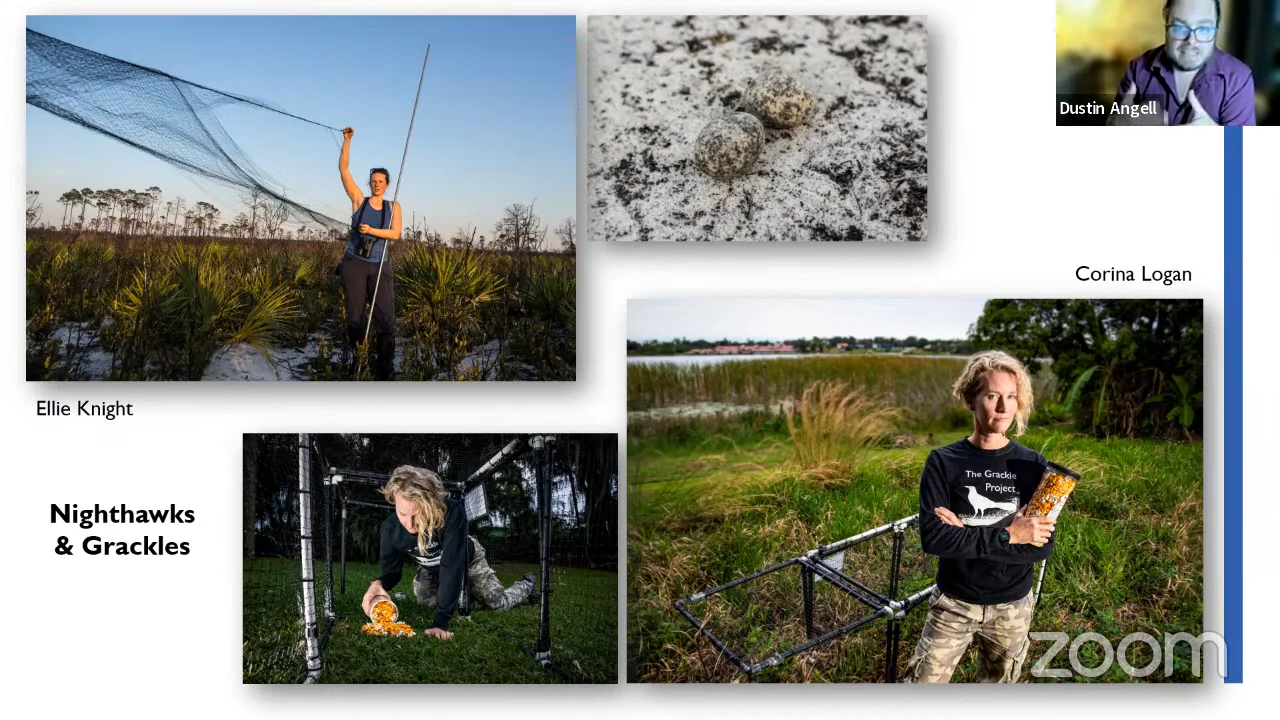 Dustin Angell
Corina Logan
Ellie Knight
The Grackle
Project
Nighthawks
& Grackles
zoom